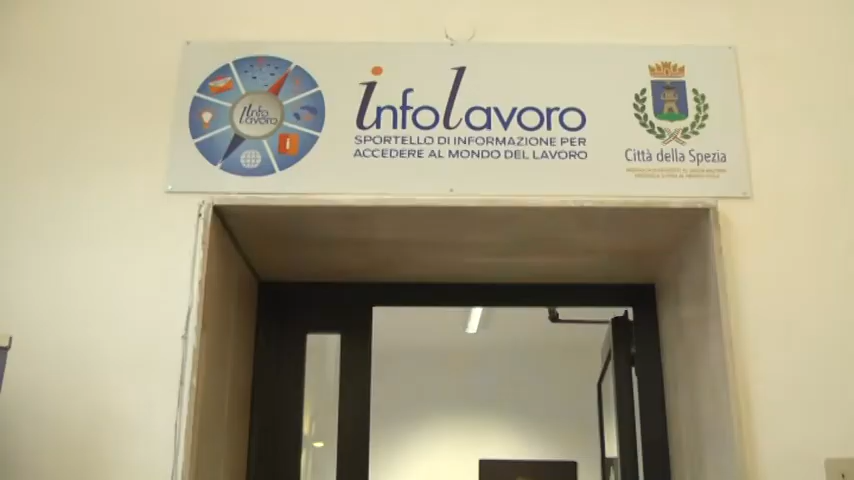 Info lavoro
Infolavoro
SPORTELLO DI INFORMAZIONE PER
ACCEDERE AL MONDO DEL LAVORO
Città della Spezia